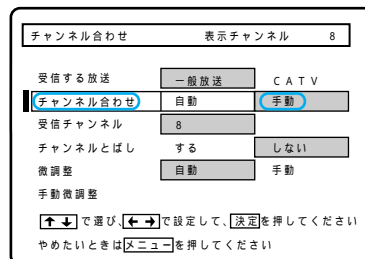 チャンネル合わせ 表示チャンネル 8
受信する放送 一般放送 CATV
チャンネル合わせ 自動 手動
受信チャンネル 8
チャンネルとばし する しない
微調整 自動 手動
手動微調整
↑↓で選び、←→で設定して、決定を押してください
やめたいときはメニューを押してください